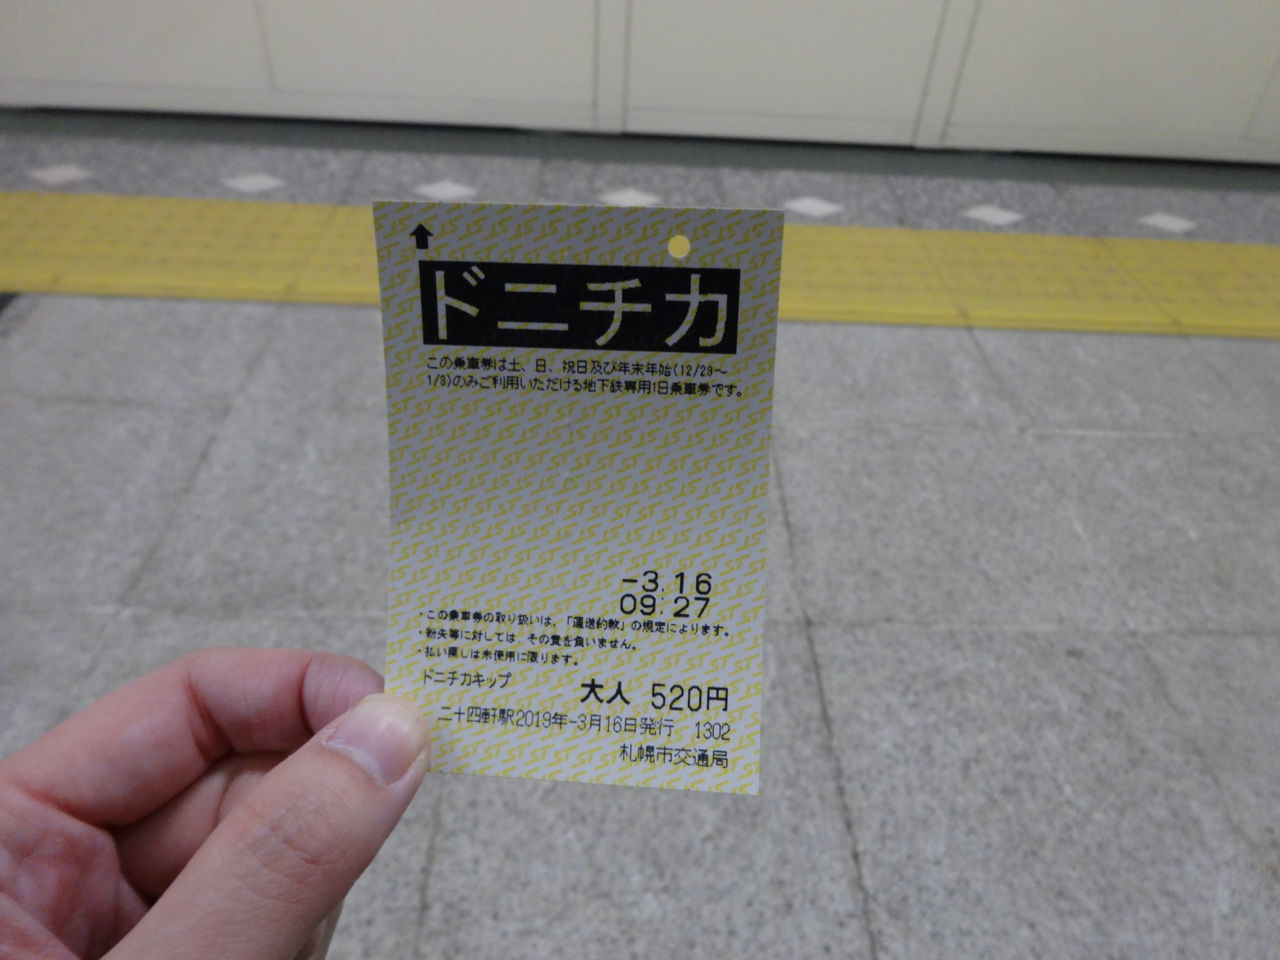 ドニチカ
この乗車券は土、日、祝日及び年末年始(12/29～
1/3)のみご利用いただける地下鉄専用1日乗車券です。
-3.16
09:27
・この乗車券の取り扱いは、「運送約款」の規定によります。
・紛失等に対しては、その責を負いません。
・払い戻しは未使用に限ります。
ドニチカキップ
大人 520円
二十四軒駅2019年-3月16日発行 1302
札幌市交通局